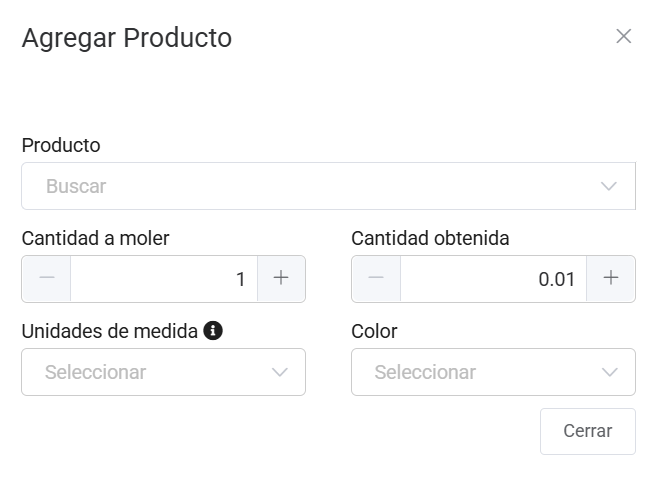 Agregar Producto
Producto
Buscar
Cantidad a moler
Cantidad obtenida
1
0.01
Unidades de medida
Color
Seleccionar
Seleccionar
Cerrar